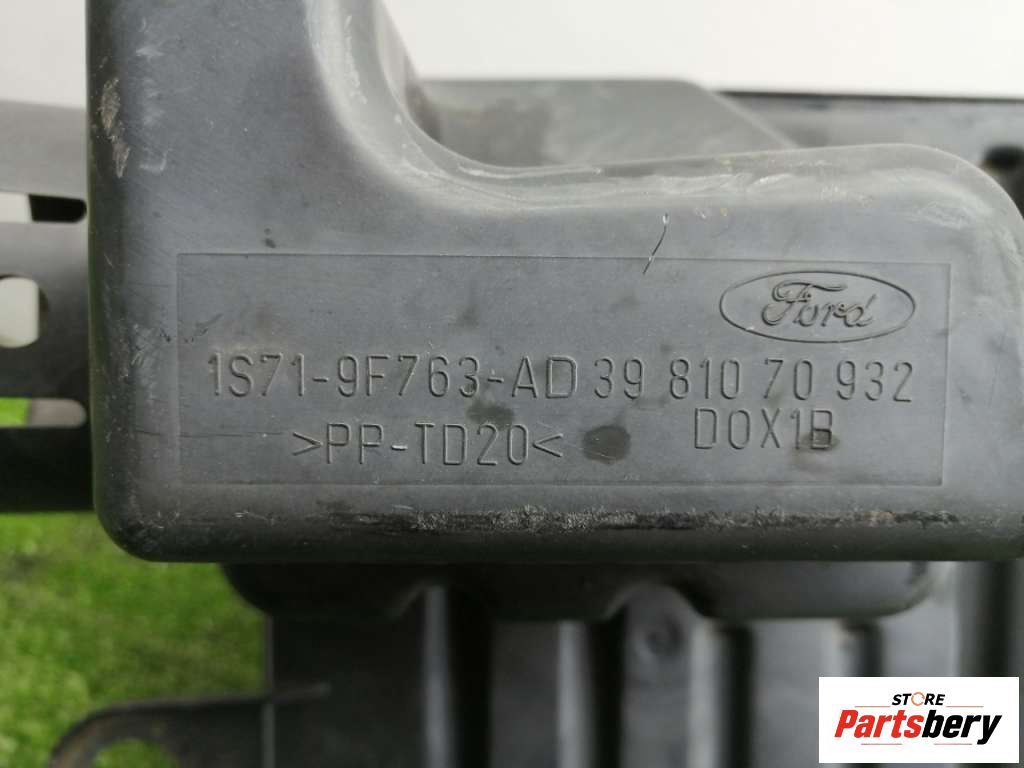 Ford
1S71-9F763-AD 39 810 70 932
>PP-TD20< DOX1B
STORE
Partsbery